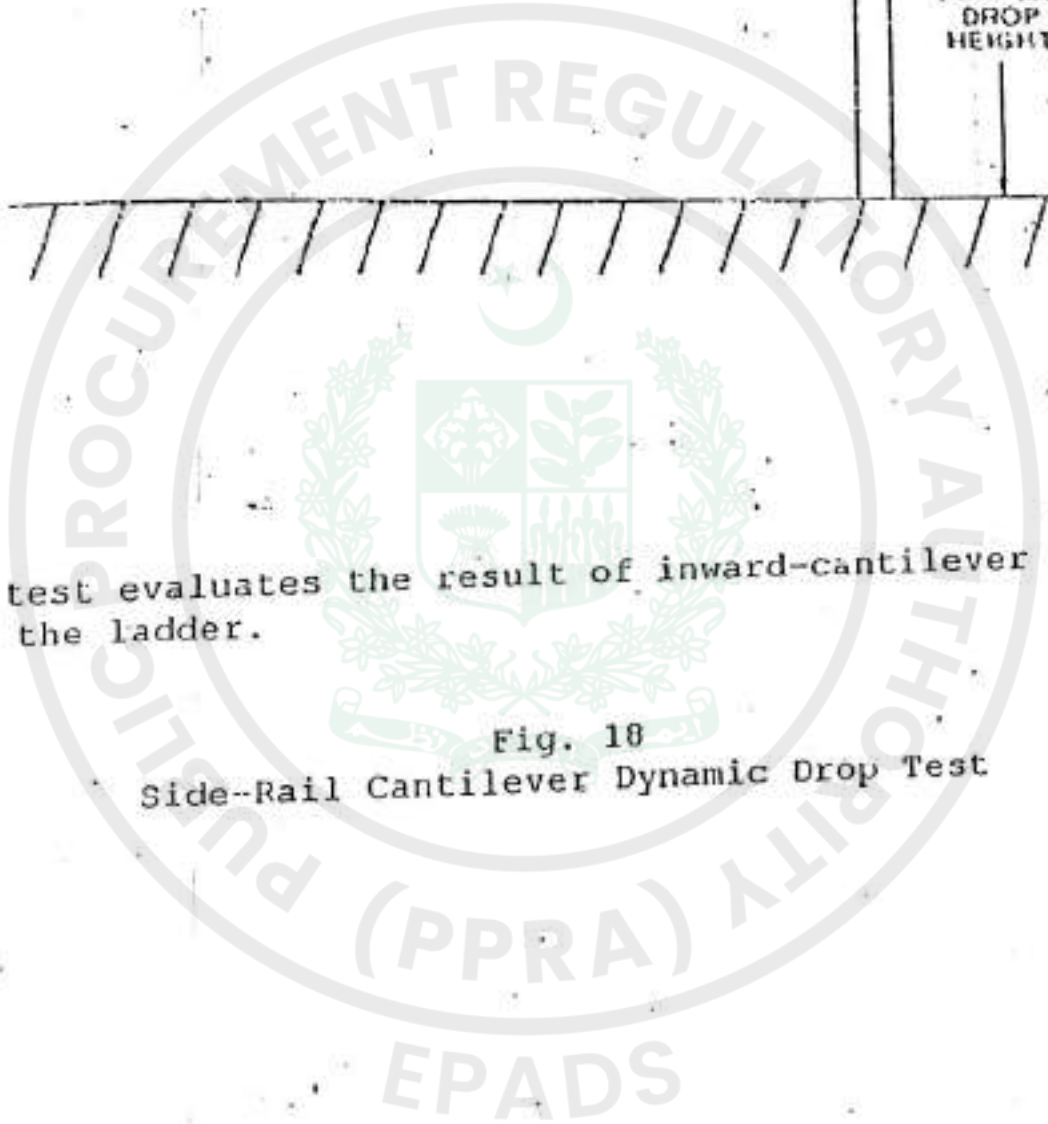 DROP
HEIGHT
test evaluates the result of inward-cantilever
the ladder.
Fig. 18
Side--Rail Cantilever Dynamic Drop Test
PUBLIC PROCUREMENT REGULATORY AUTHORITY
(PPRA)
EPADS